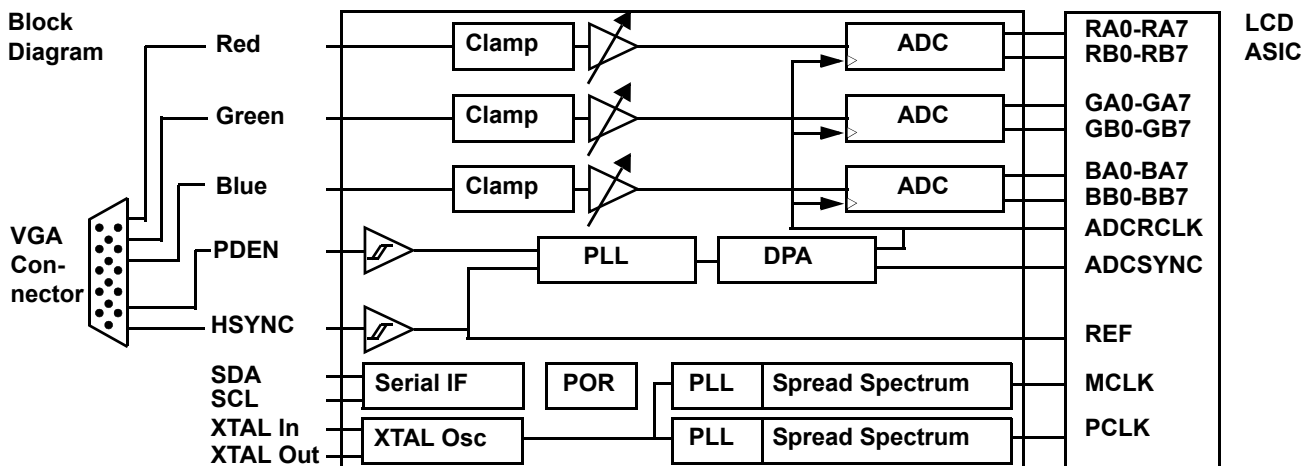 Block
Diagram
Red
Clamp
ADC
RA0-RA7
RB0-RB7
LCD
ASIC
Green
Clamp
ADC
GA0-GA7
GB0-GB7
Blue
Clamp
ADC
BA0-BA7
BB0-BB7
VGA
Con-
nector
PDEN
PLL
DPA
ADCRCLK
ADCSYNC
HSYNC
REF
SDA
SCL
Serial IF
POR
PLL
Spread Spectrum
MCLK
XTAL In
XTAL Out
XTAL Osc
PLL
Spread Spectrum
PCLK